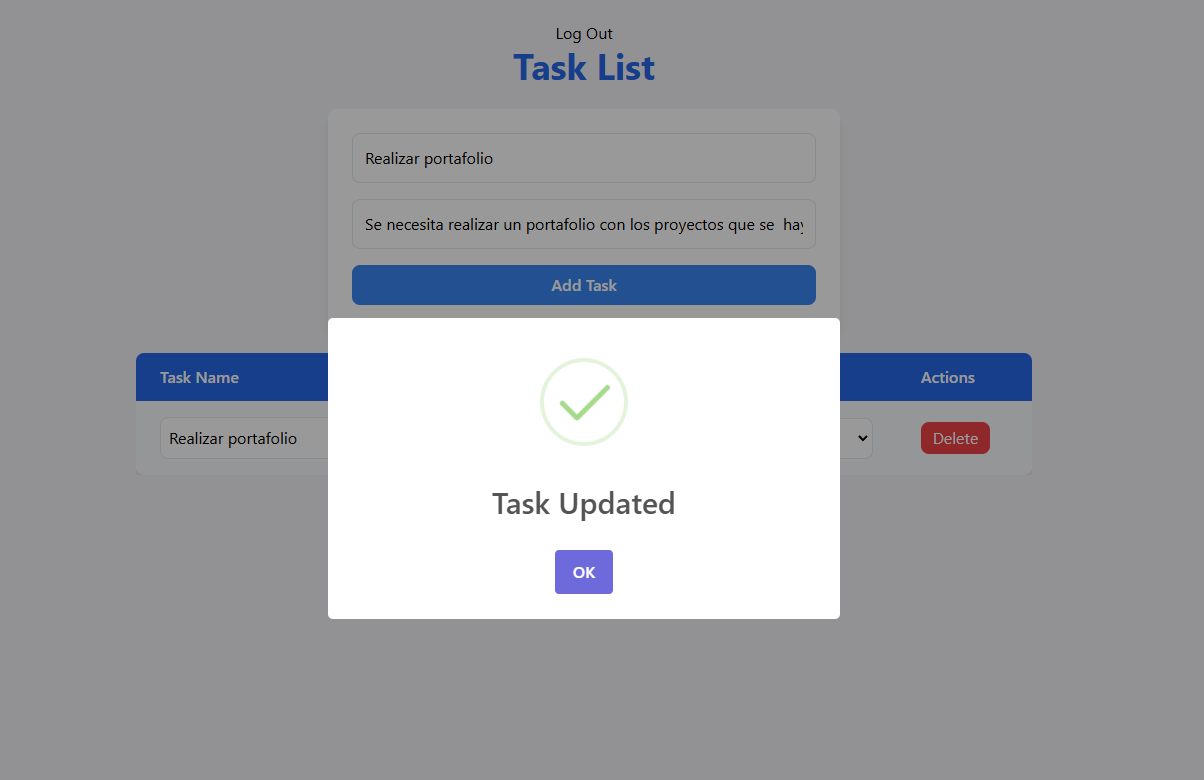 Log Out
Task List
Realizar portafolio
Se necesita realizar un portafolio con los proyectos que se  hay
Add Task
Task Name
Actions
Realizar portafolio
Delete
Task Updated
OK